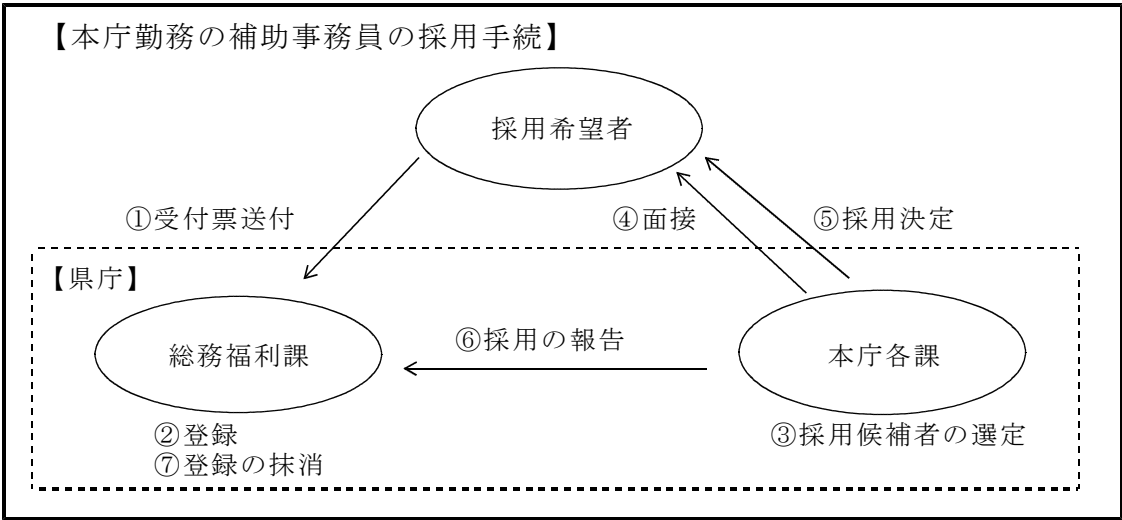 【本庁勤務の補助事務員の採用手続】
採用希望者
①受付票送付
④面接
⑤採用決定
【県庁】
総務福利課
⑥採用の報告
本庁各課
②登録
⑦登録の抹消
③採用候補者の選定